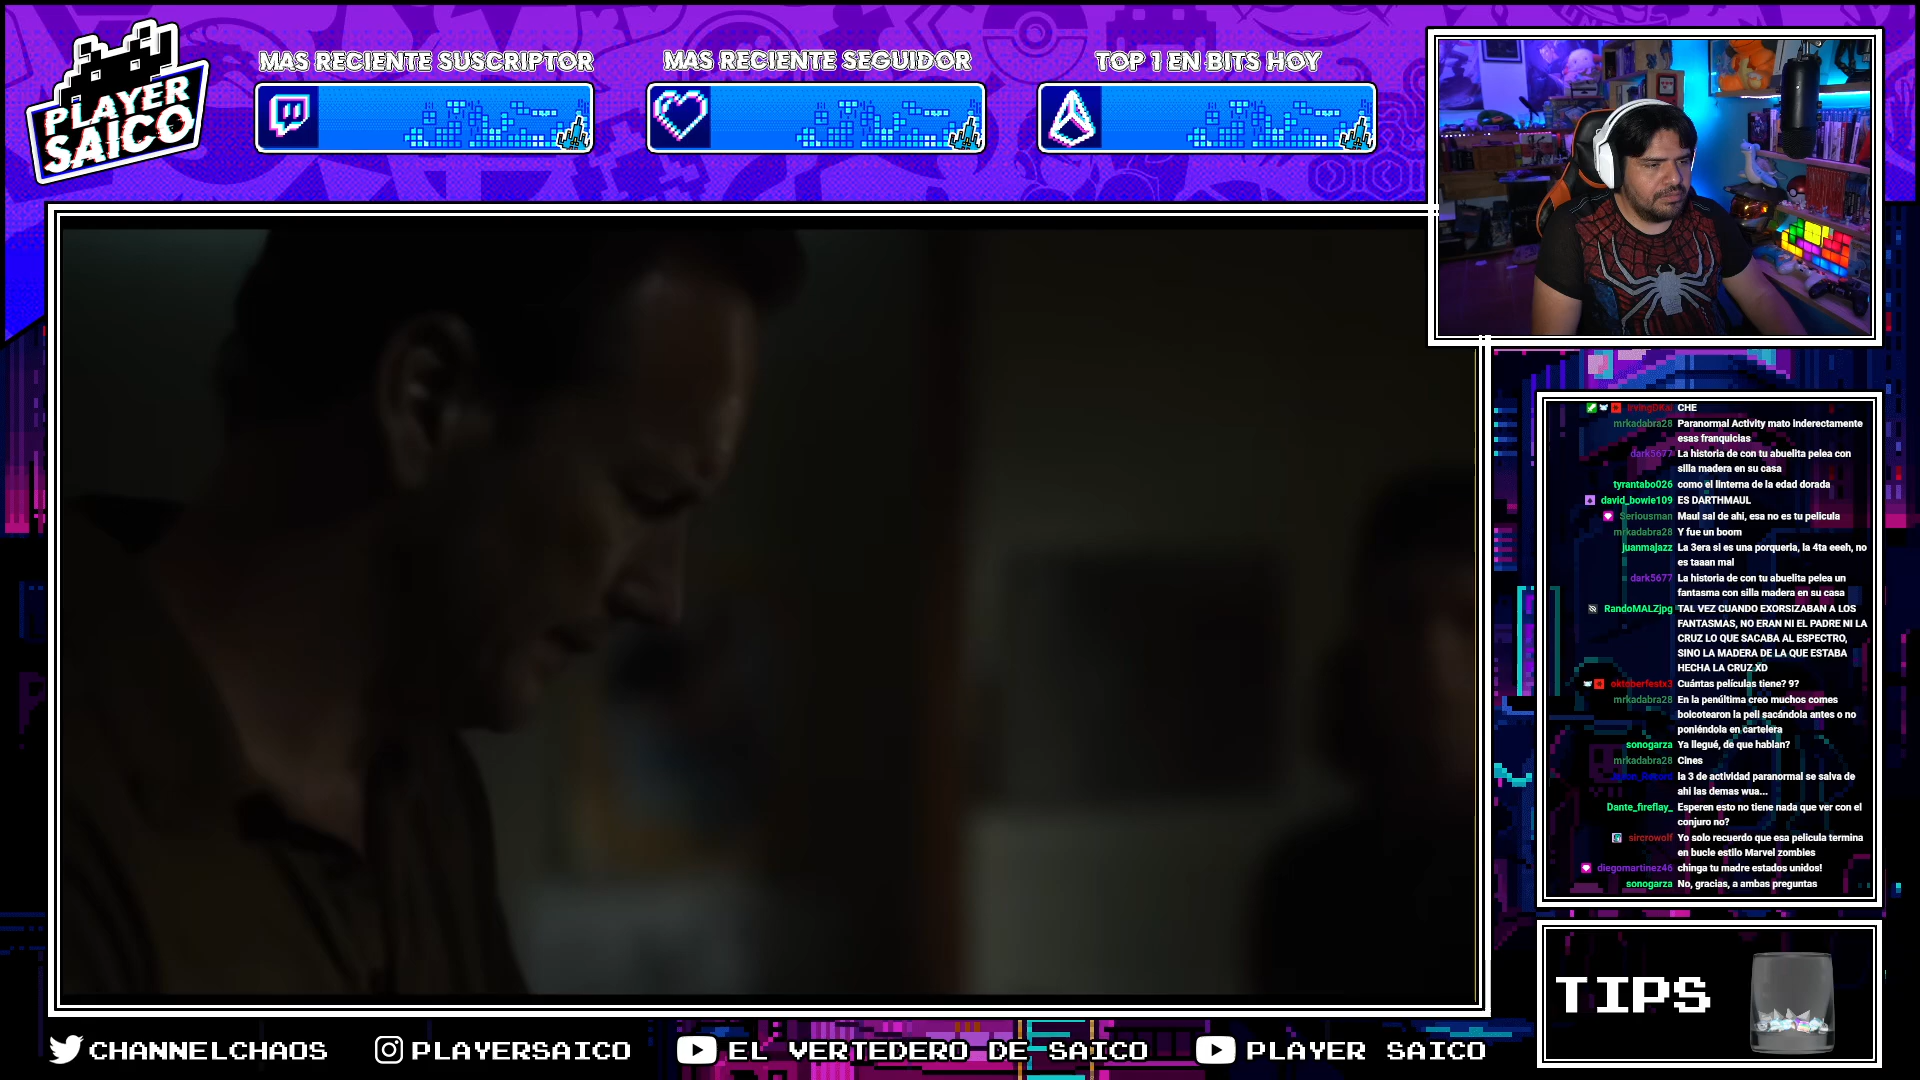 PLAYER
SAICO
MAS RECIENTE SUSCRIPTOR
MAS RECIENTE SEGUIDOR
TOP 1 EN BITS HOY
CHE
mrkadabra28 Paranormal Activity mato inderectamente
esas franquicias
dark5677 La historia de con tu abuelita pelea con
silla madera en su casa
tyrantabo026 como el linterna de la edad dorada
david_bowie109 ES DARTHMAUL
Seriousman Maul sal de ahi, esa no es tu pelicula
mrkadabra28 Y fue un boom
juanmajazz La 3era si es una porqueria, la 4ta eeeh, no
es taaan mal
dark5677 La historia de con tu abuelita pelea un
fantasma con silla madera en su casa
RandoMALZjpg TAL VEZ CUANDO EXORSIZABAN A LOS
FANTASMAS, NO ERAN NI EL PADRE NI LA
CRUZ LO QUE SACABA AL ESPECTRO,
SINO LA MADERA DE LA QUE ESTABA
HECHA LA CRUZ XD
oktoberfestx3 Cuántas películas tiene? 9?
mrkadabra28 En la penúltima creo muchos comes
boicotearon la peli sacándola antes o no
poniéndola en cartelera
sonogarza Ya llegué, de que hablan?
mrkadabra28 Cines
la 3 de actividad paranormal se salva de
ahi las demas wua...
Dante_fireflay_ Esperen esto no tiene nada que ver con el
conjuro no?
sircrowolf Yo solo recuerdo que esa pelicula termina
en bucle estilo Marvel zombies
diegomartinez46 chinga tu madre estados unidos!
sonogarza No, gracias, a ambas preguntas
TIPS
CHANNELCHAOS
PLAYERSAICO
EL VERTEDERO DE SAICO
PLAYER SAICO